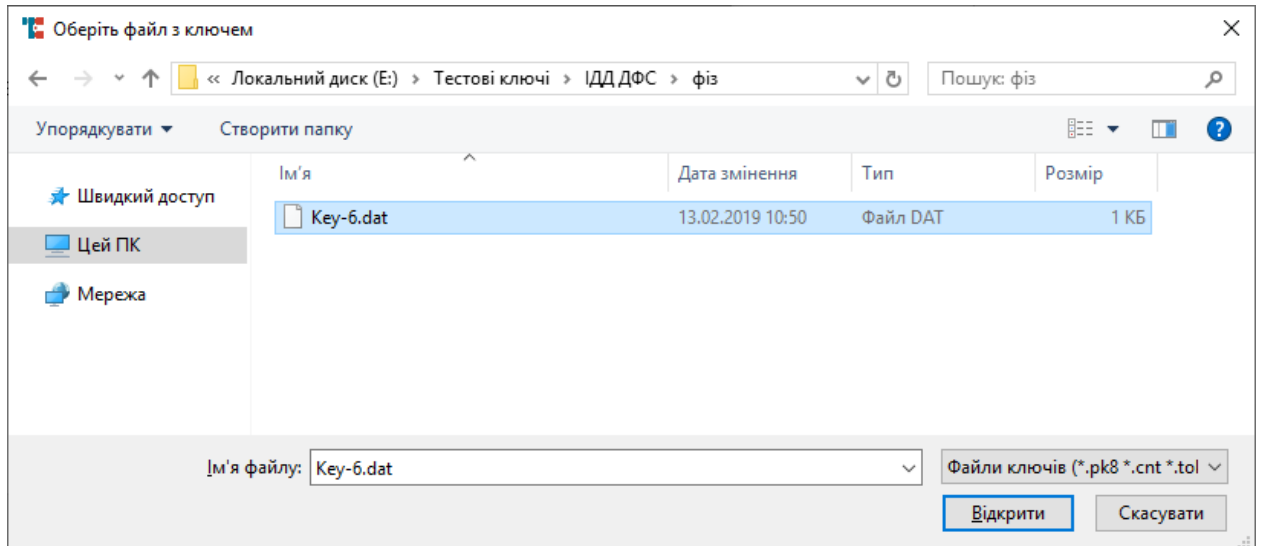 Оберіть файл з ключем
« Локальний диск (E:) › Тестові ключі › ІДД ДФС › фіз
Пошук: фіз
Упорядкувати
Створити папку
Ім'я
Дата змінення
Тип
Розмір
Швидкий доступ
Key-6.dat
13.02.2019 10:50
Файл DAT
1 КБ
Цей ПК
Мережа
Ім'я файлу:
Key-6.dat
Файли ключів (*.pk8 *.cnt *.tol
Відкрити
Скасувати